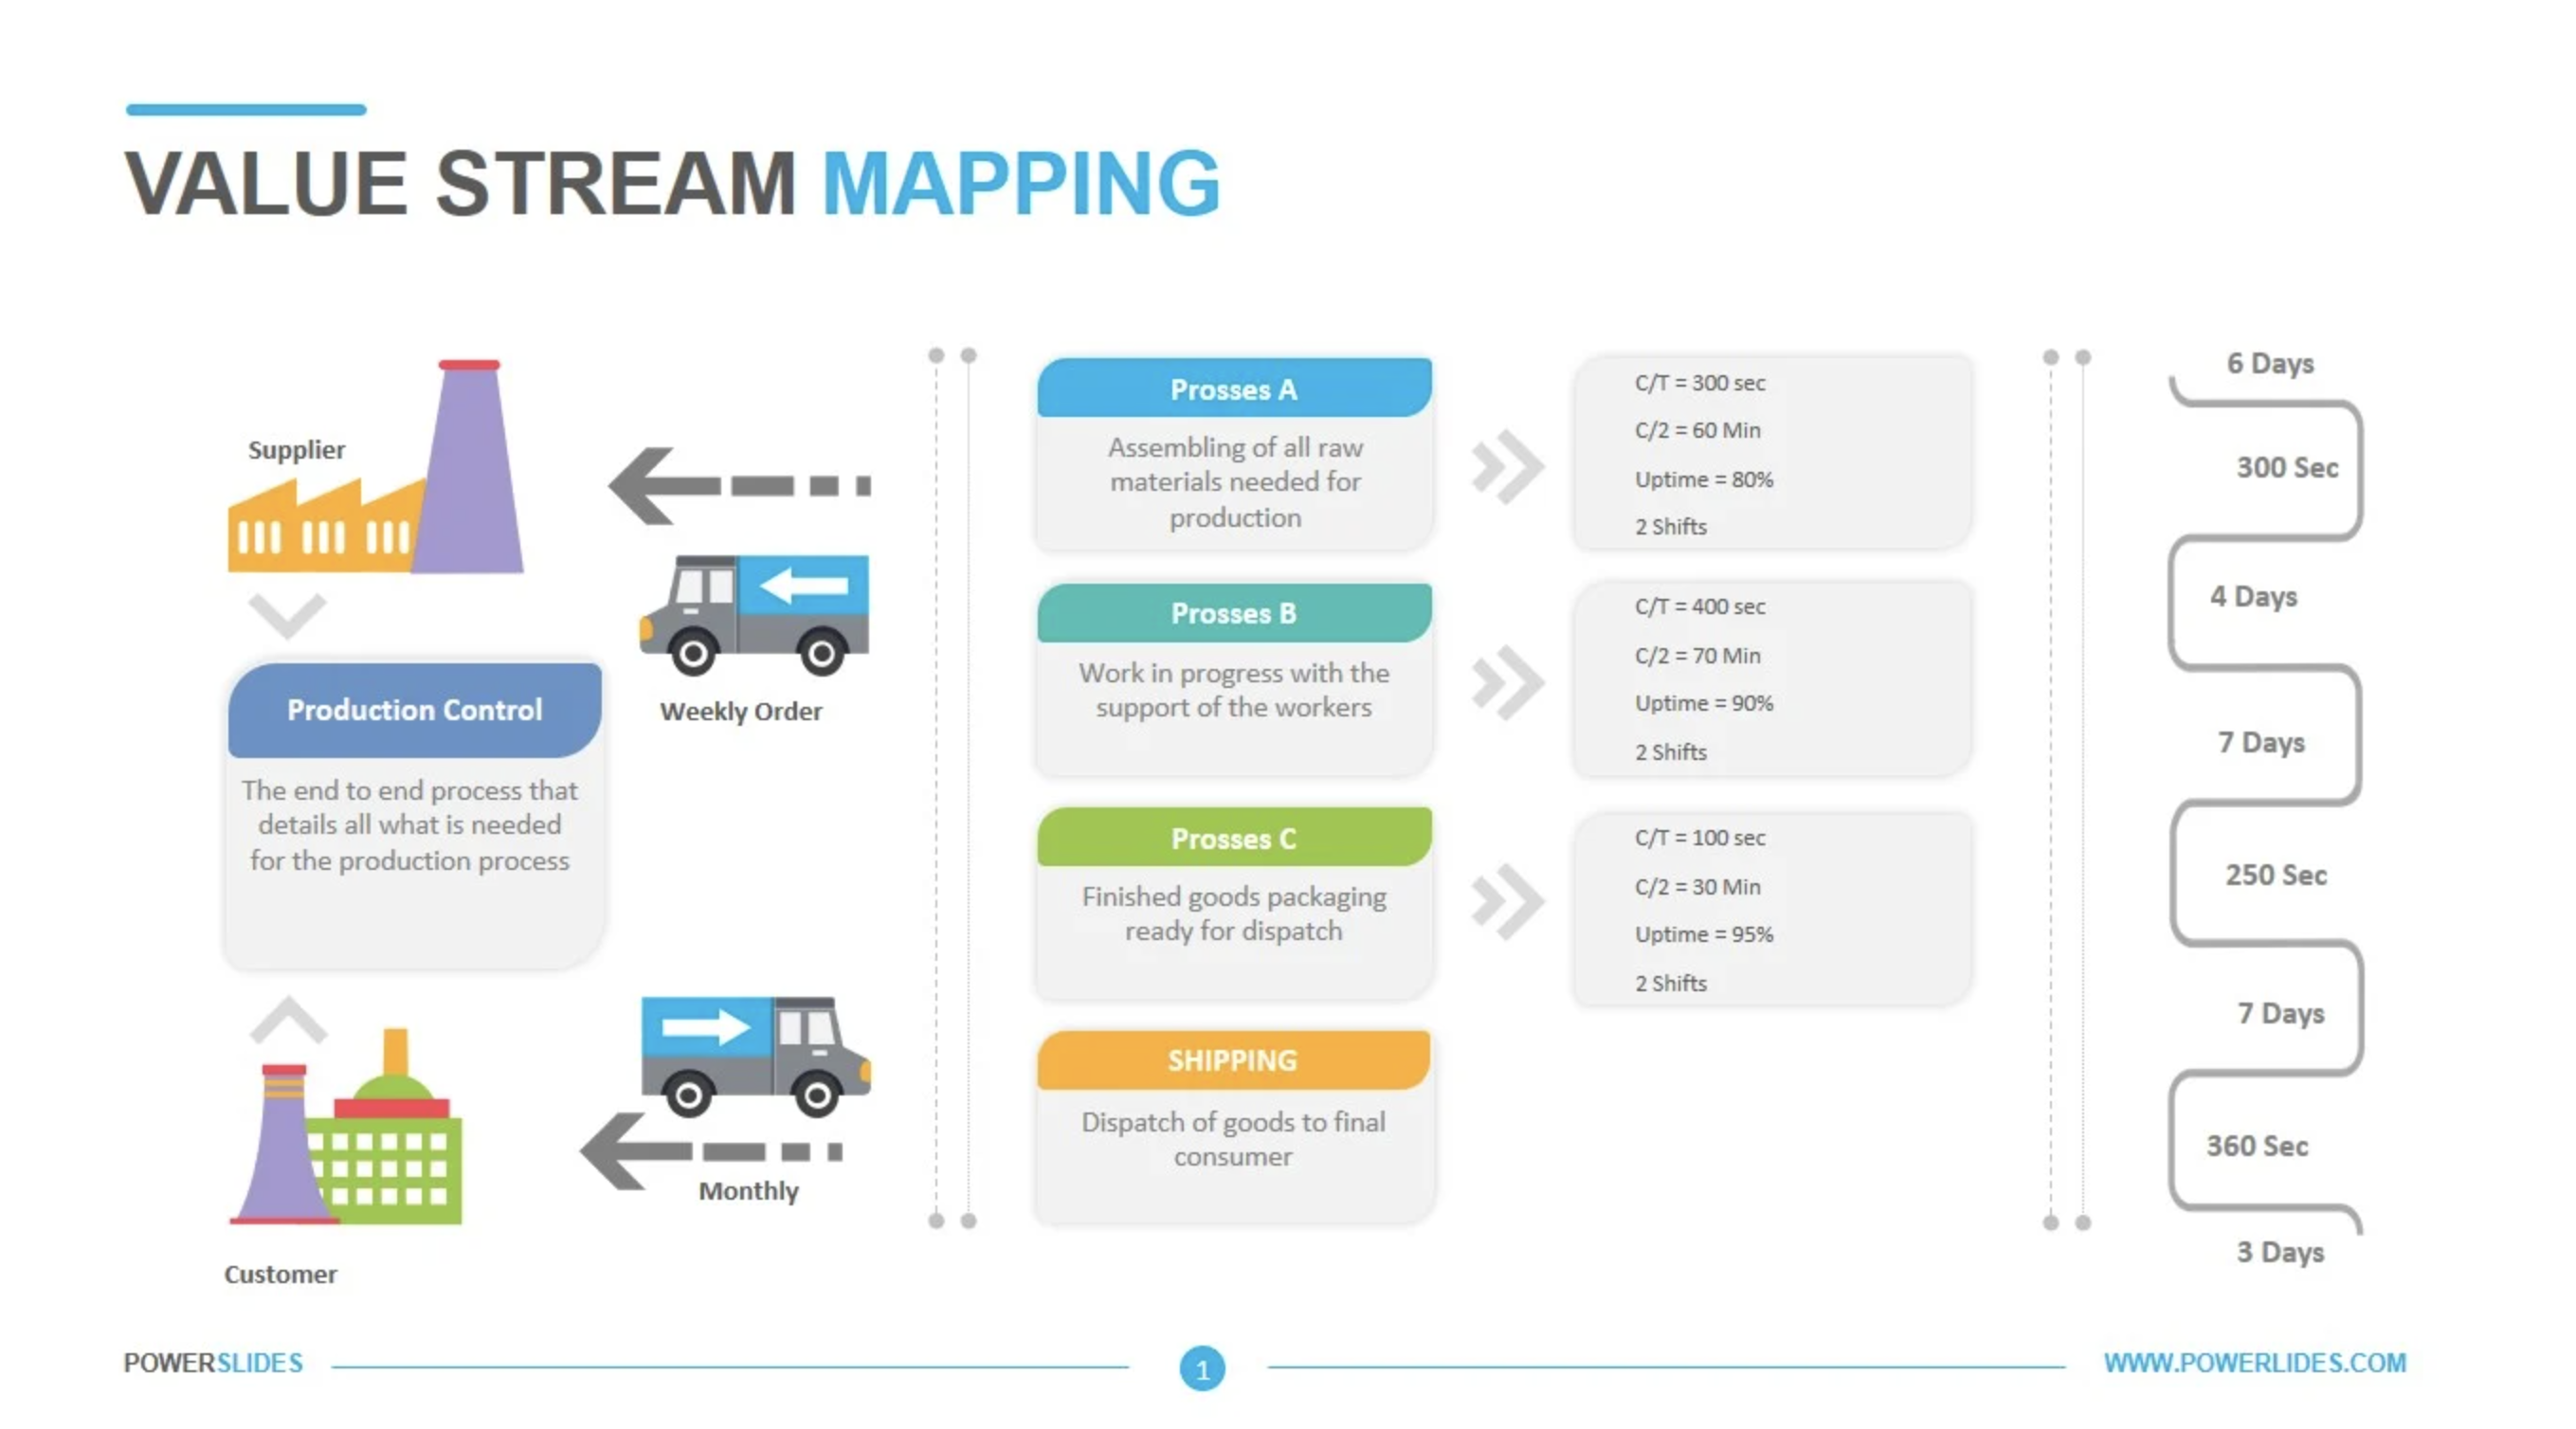 VALUE STREAM MAPPING
Supplier
Weekly Order
Production Control
The end to end process that
details all what is needed
for the production process
Monthly
Customer
Prosses A
Assembling of all raw
materials needed for
production
C/T = 300 sec
C/2 = 60 Min
Uptime = 80%
2 Shifts
Prosses B
Work in progress with the
support of the workers
C/T = 400 sec
C/2 = 70 Min
Uptime = 90%
2 Shifts
Prosses C
Finished goods packaging
ready for dispatch
C/T = 100 sec
C/2 = 30 Min
Uptime = 95%
2 Shifts
SHIPPING
Dispatch of goods to final
consumer
6 Days
300 Sec
4 Days
7 Days
250 Sec
7 Days
360 Sec
3 Days
POWERSLIDES
1
WWW.POWERLIDES.COM